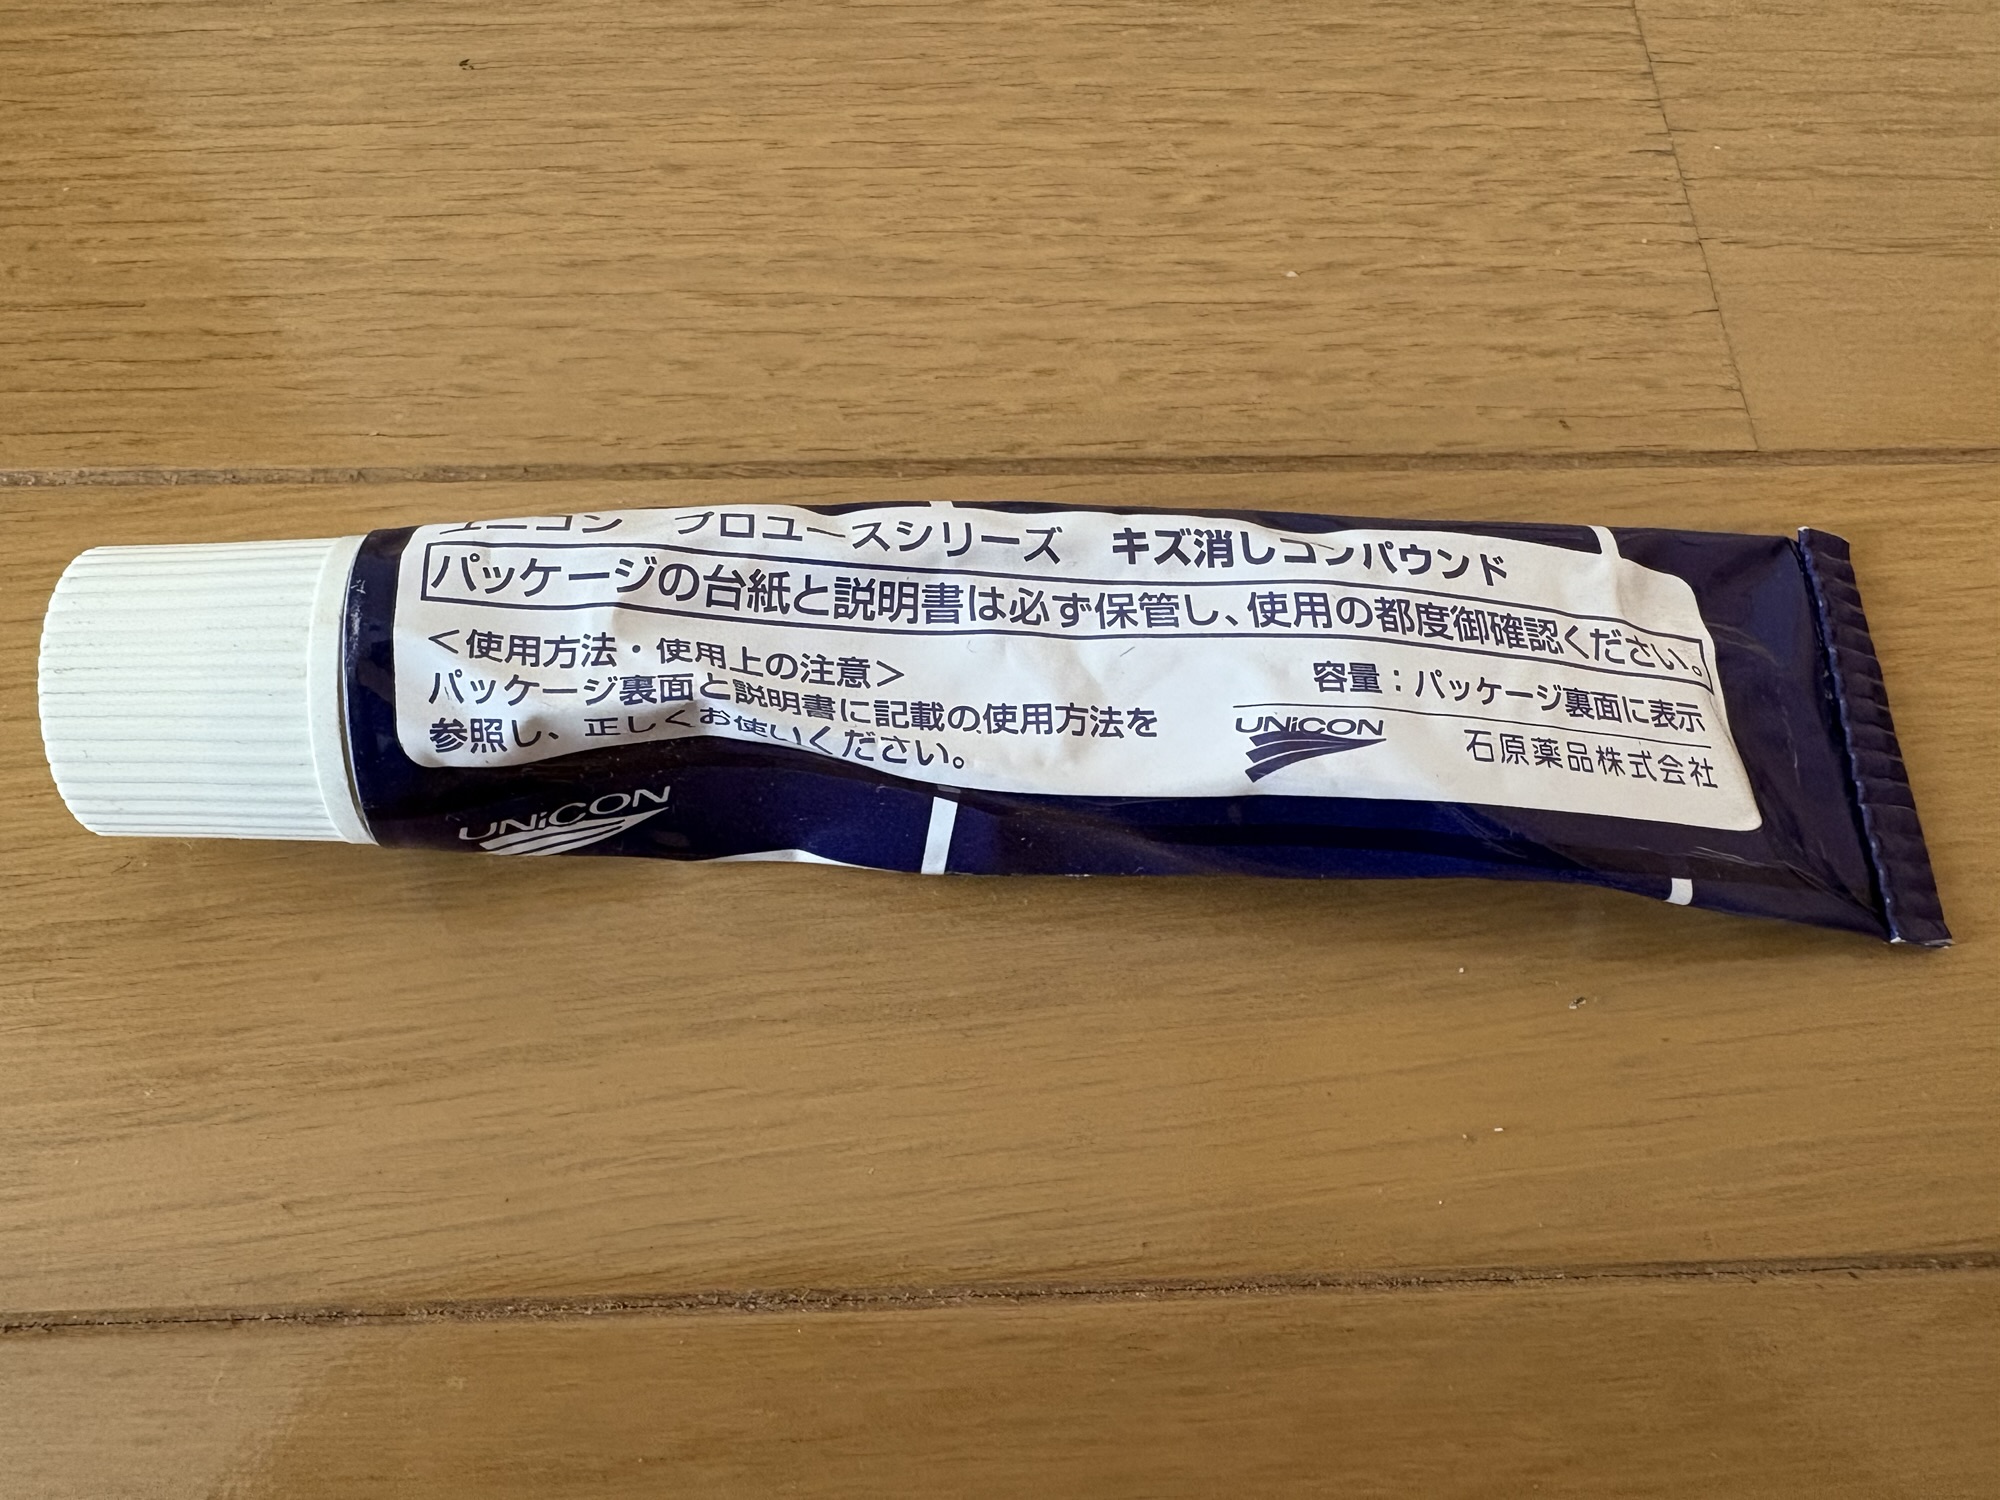 ユニコン　プロユースシリーズ　キズ消しコンパウンド
パッケージの台紙と説明書は必ず保管し、使用の都度御確認ください。
＜使用方法・使用上の注意＞
パッケージ裏面と説明書に記載の使用方法を
参照し、正しくお使いください。
容量：パッケージ裏面に表示
UNiCON
石原薬品株式会社
UNiCON